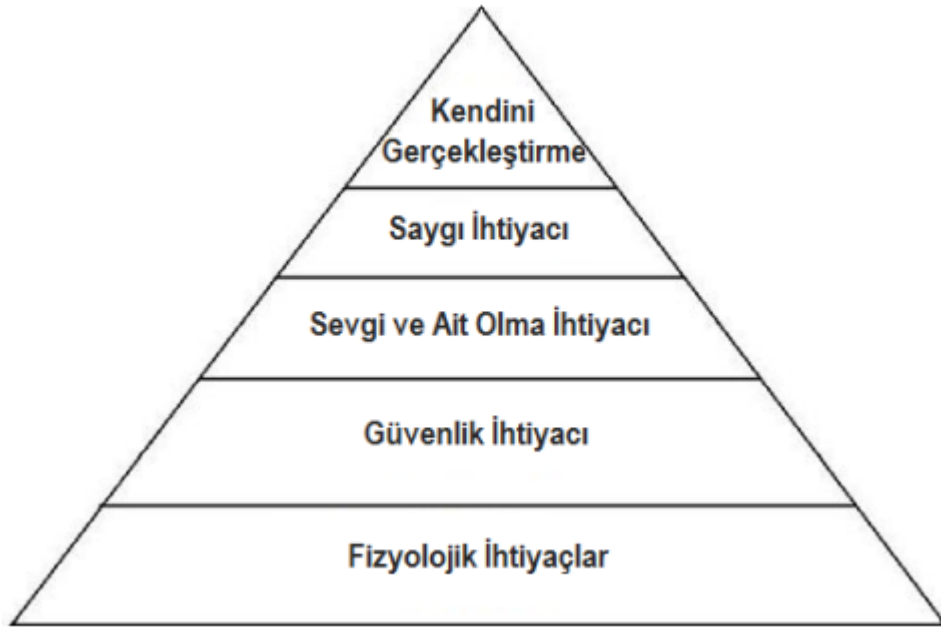 Kendini
Gerçekleştirme
Saygı İhtiyacı
Sevgi ve Ait Olma İhtiyacı
Güvenlik İhtiyacı
Fizyolojik İhtiyaçlar